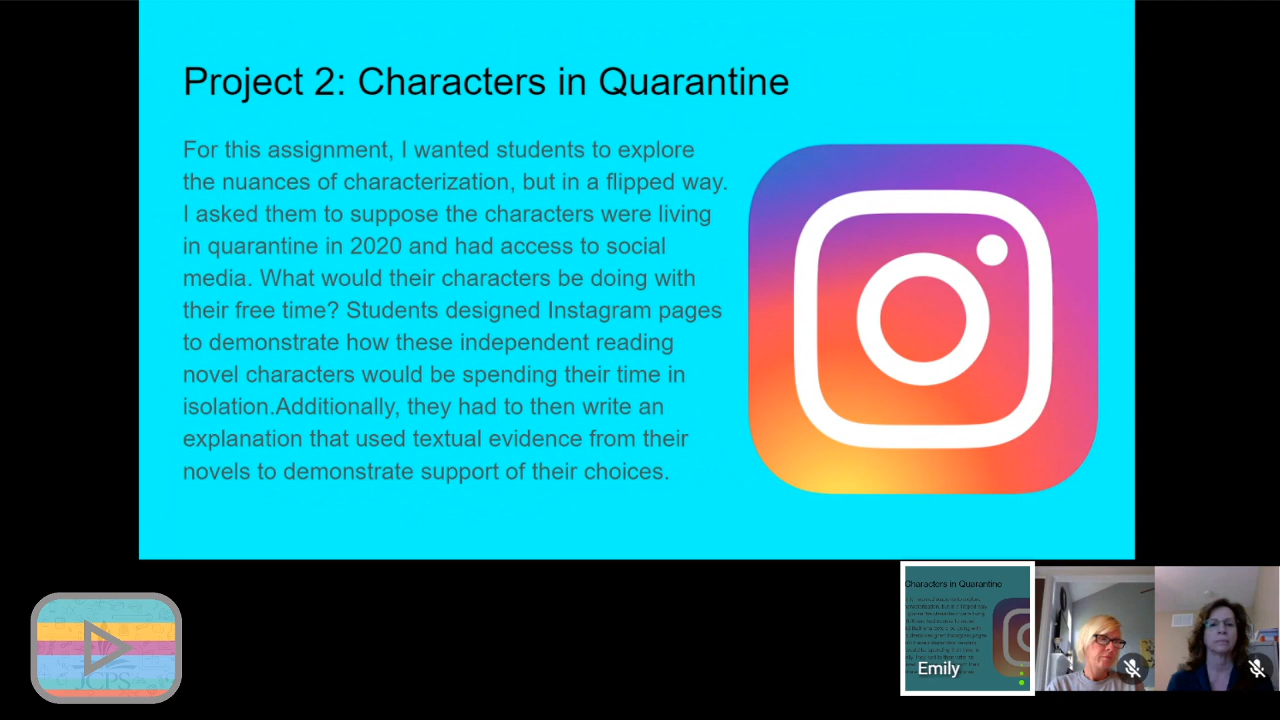 Project 2: Characters in Quarantine
For this assignment, I wanted students to explore
the nuances of characterization, but in a flipped way.
I asked them to suppose the characters were living
in quarantine in 2020 and had access to social
media. What would their characters be doing with
their free time? Students designed Instagram pages
to demonstrate how these independent reading
novel characters would be spending their time in
isolation.Additionally, they had to then write an
explanation that used textual evidence from their
novels to demonstrate support of their choices.
JCPS
Characters in Quarantine
Emily